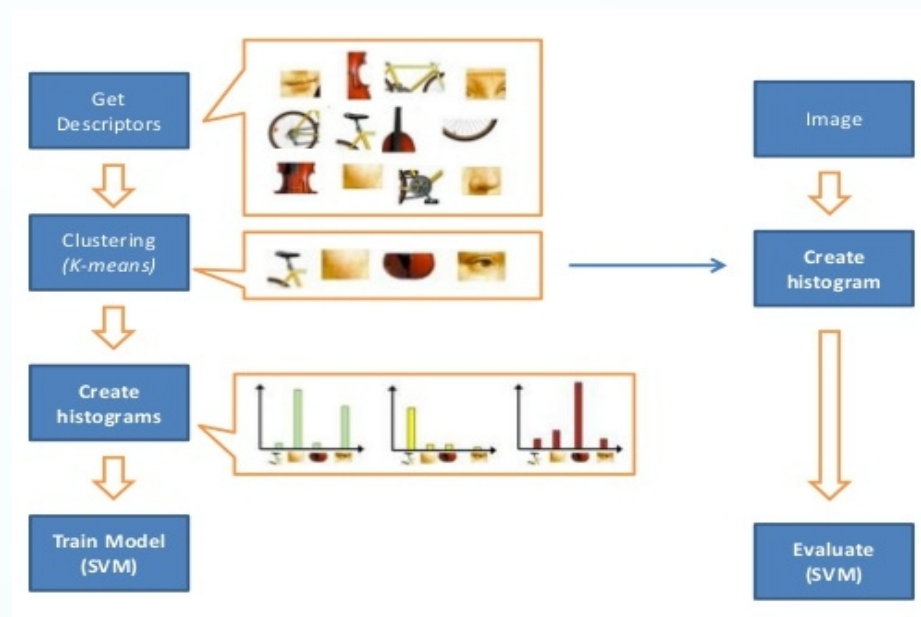 Get
Descriptors
Clustering
(K-means)
Create
histograms
Train Model
(SVM)
Image
Create
histogram
Evaluate
(SVM)